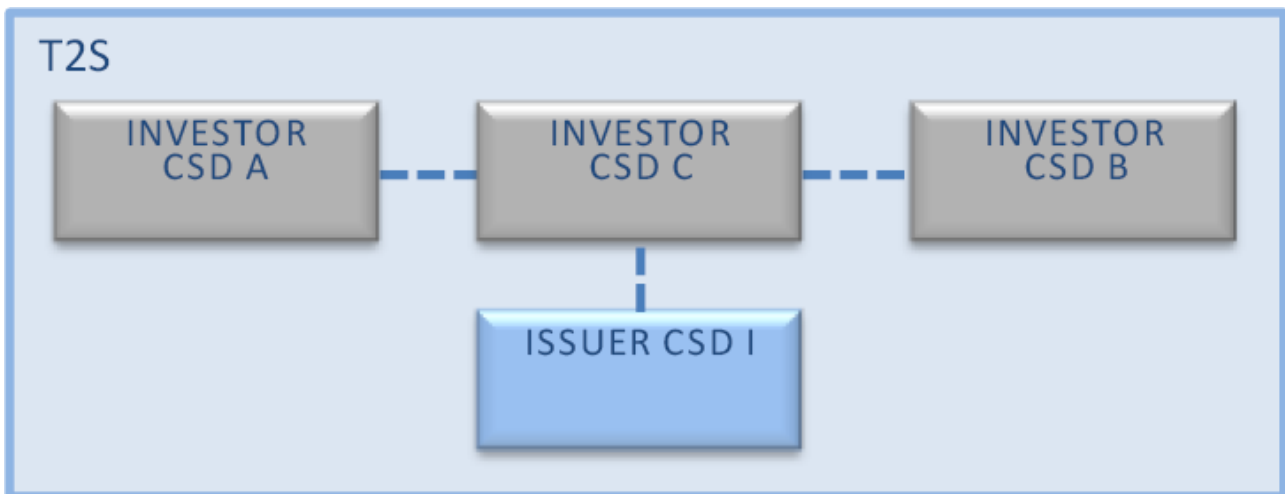 T2S
INVESTOR
CSD A
INVESTOR
CSD C
INVESTOR
CSD B
ISSUER CSD I